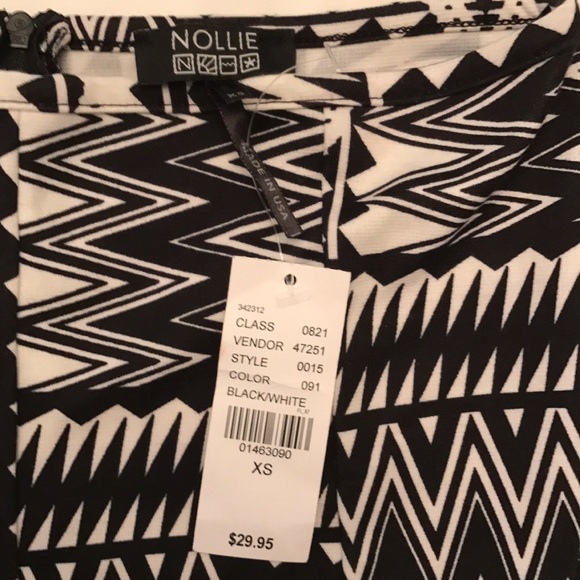 NOLLIE
XS
MADE IN USA
342312
CLASS 0821
VENDOR 47251
STYLE 0015
COLOR 091
BLACK/WHITE
01463090
XS
$29.95